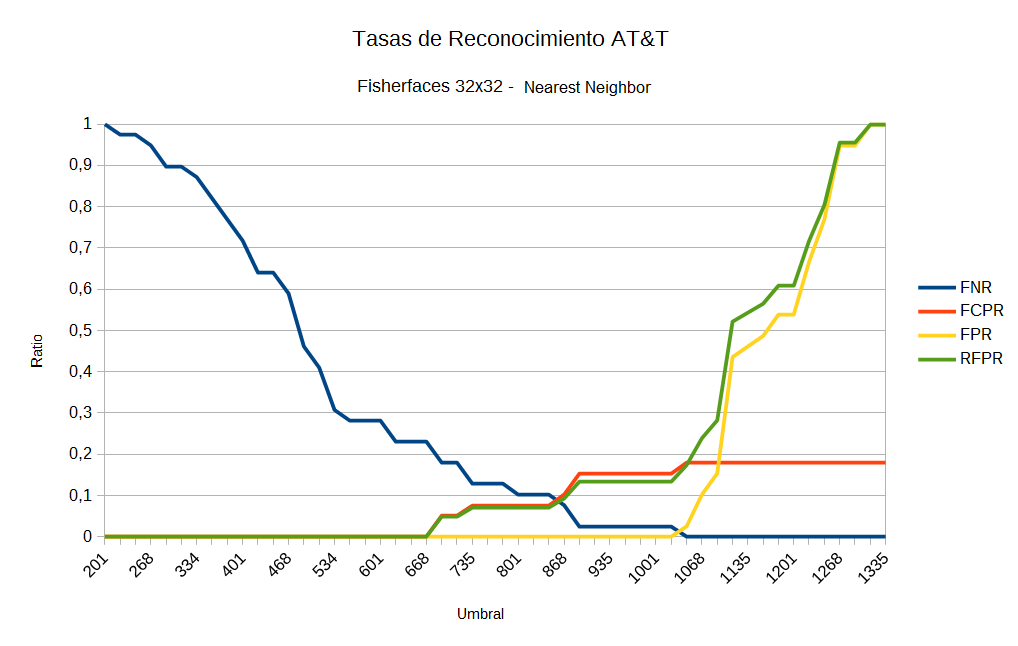 Tasas de Reconocimiento AT&T
Fisherfaces 32x32 - Nearest Neighbor
1
0,9
0,8
0,7
0,6
0,5
0,4
0,3
0,2
0,1
0
Ratio
201 268 334 401 468 534 601 668 735 801 868 935 1001 1068 1135 1201 1268 1335
Umbral
FNR
FCPR
FPR
RFPR